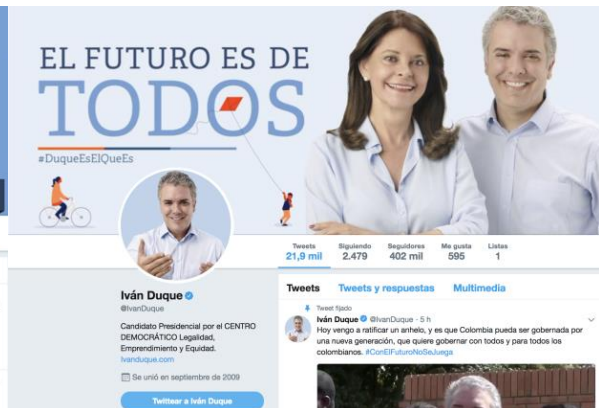 EL FUTURO ES DE
TODOS
#DuqueEsElQueEs
Tweets
21,9 mil
Siguiendo
2.479
Seguidores
402 mil
Me gusta
595
Listas
1
Iván Duque
@IvanDuque
Candidato Presidencial por el CENTRO
DEMOCRÁTICO Legalidad,
Emprendimiento y Equidad.
ivanduque.com
Se unió en septiembre de 2009
Twittear a Iván Duque
Tweets Tweets y respuestas Multimedia
Tweet fijado
Iván Duque @IvanDuque · 5 h
Hoy vengo a ratificar un anhelo, y es que Colombia pueda ser gobernada por
una nueva generación, que quiere gobernar con todos y para todos los
colombianos. #ConElFuturoNoSeJuega